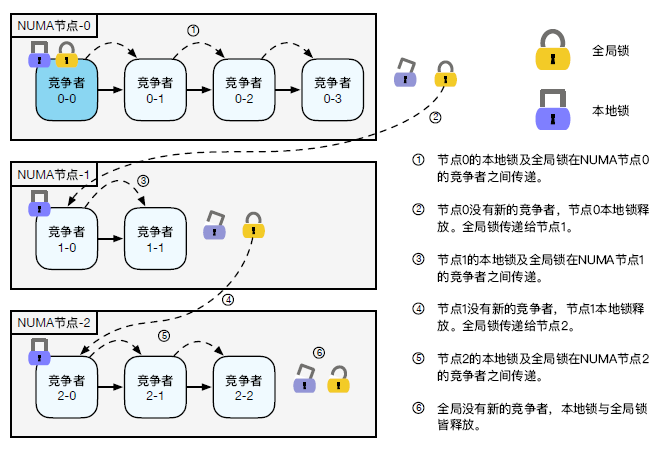 NUMA节点-0
①
竞争者
0-0
竞争者
0-1
竞争者
0-2
竞争者
0-3
②
NUMA节点-1
③
竞争者
1-0
竞争者
1-1
④
NUMA节点-2
⑤
竞争者
2-0
竞争者
2-1
竞争者
2-2
⑥
全局锁
本地锁
① 节点0的本地锁及全局锁在NUMA节点0
的竞争者之间传递。
② 节点0没有新的竞争者，节点0本地锁释
放。全局锁传递给节点1。
③ 节点1的本地锁及全局锁在NUMA节点1
的竞争者之间传递。
④ 节点1没有新的竞争者，节点1本地锁释
放。全局锁传递给节点2。
⑤ 节点2的本地锁及全局锁在NUMA节点2
的竞争者之间传递。
⑥ 全局没有新的竞争者，本地锁与全局锁
皆释放。